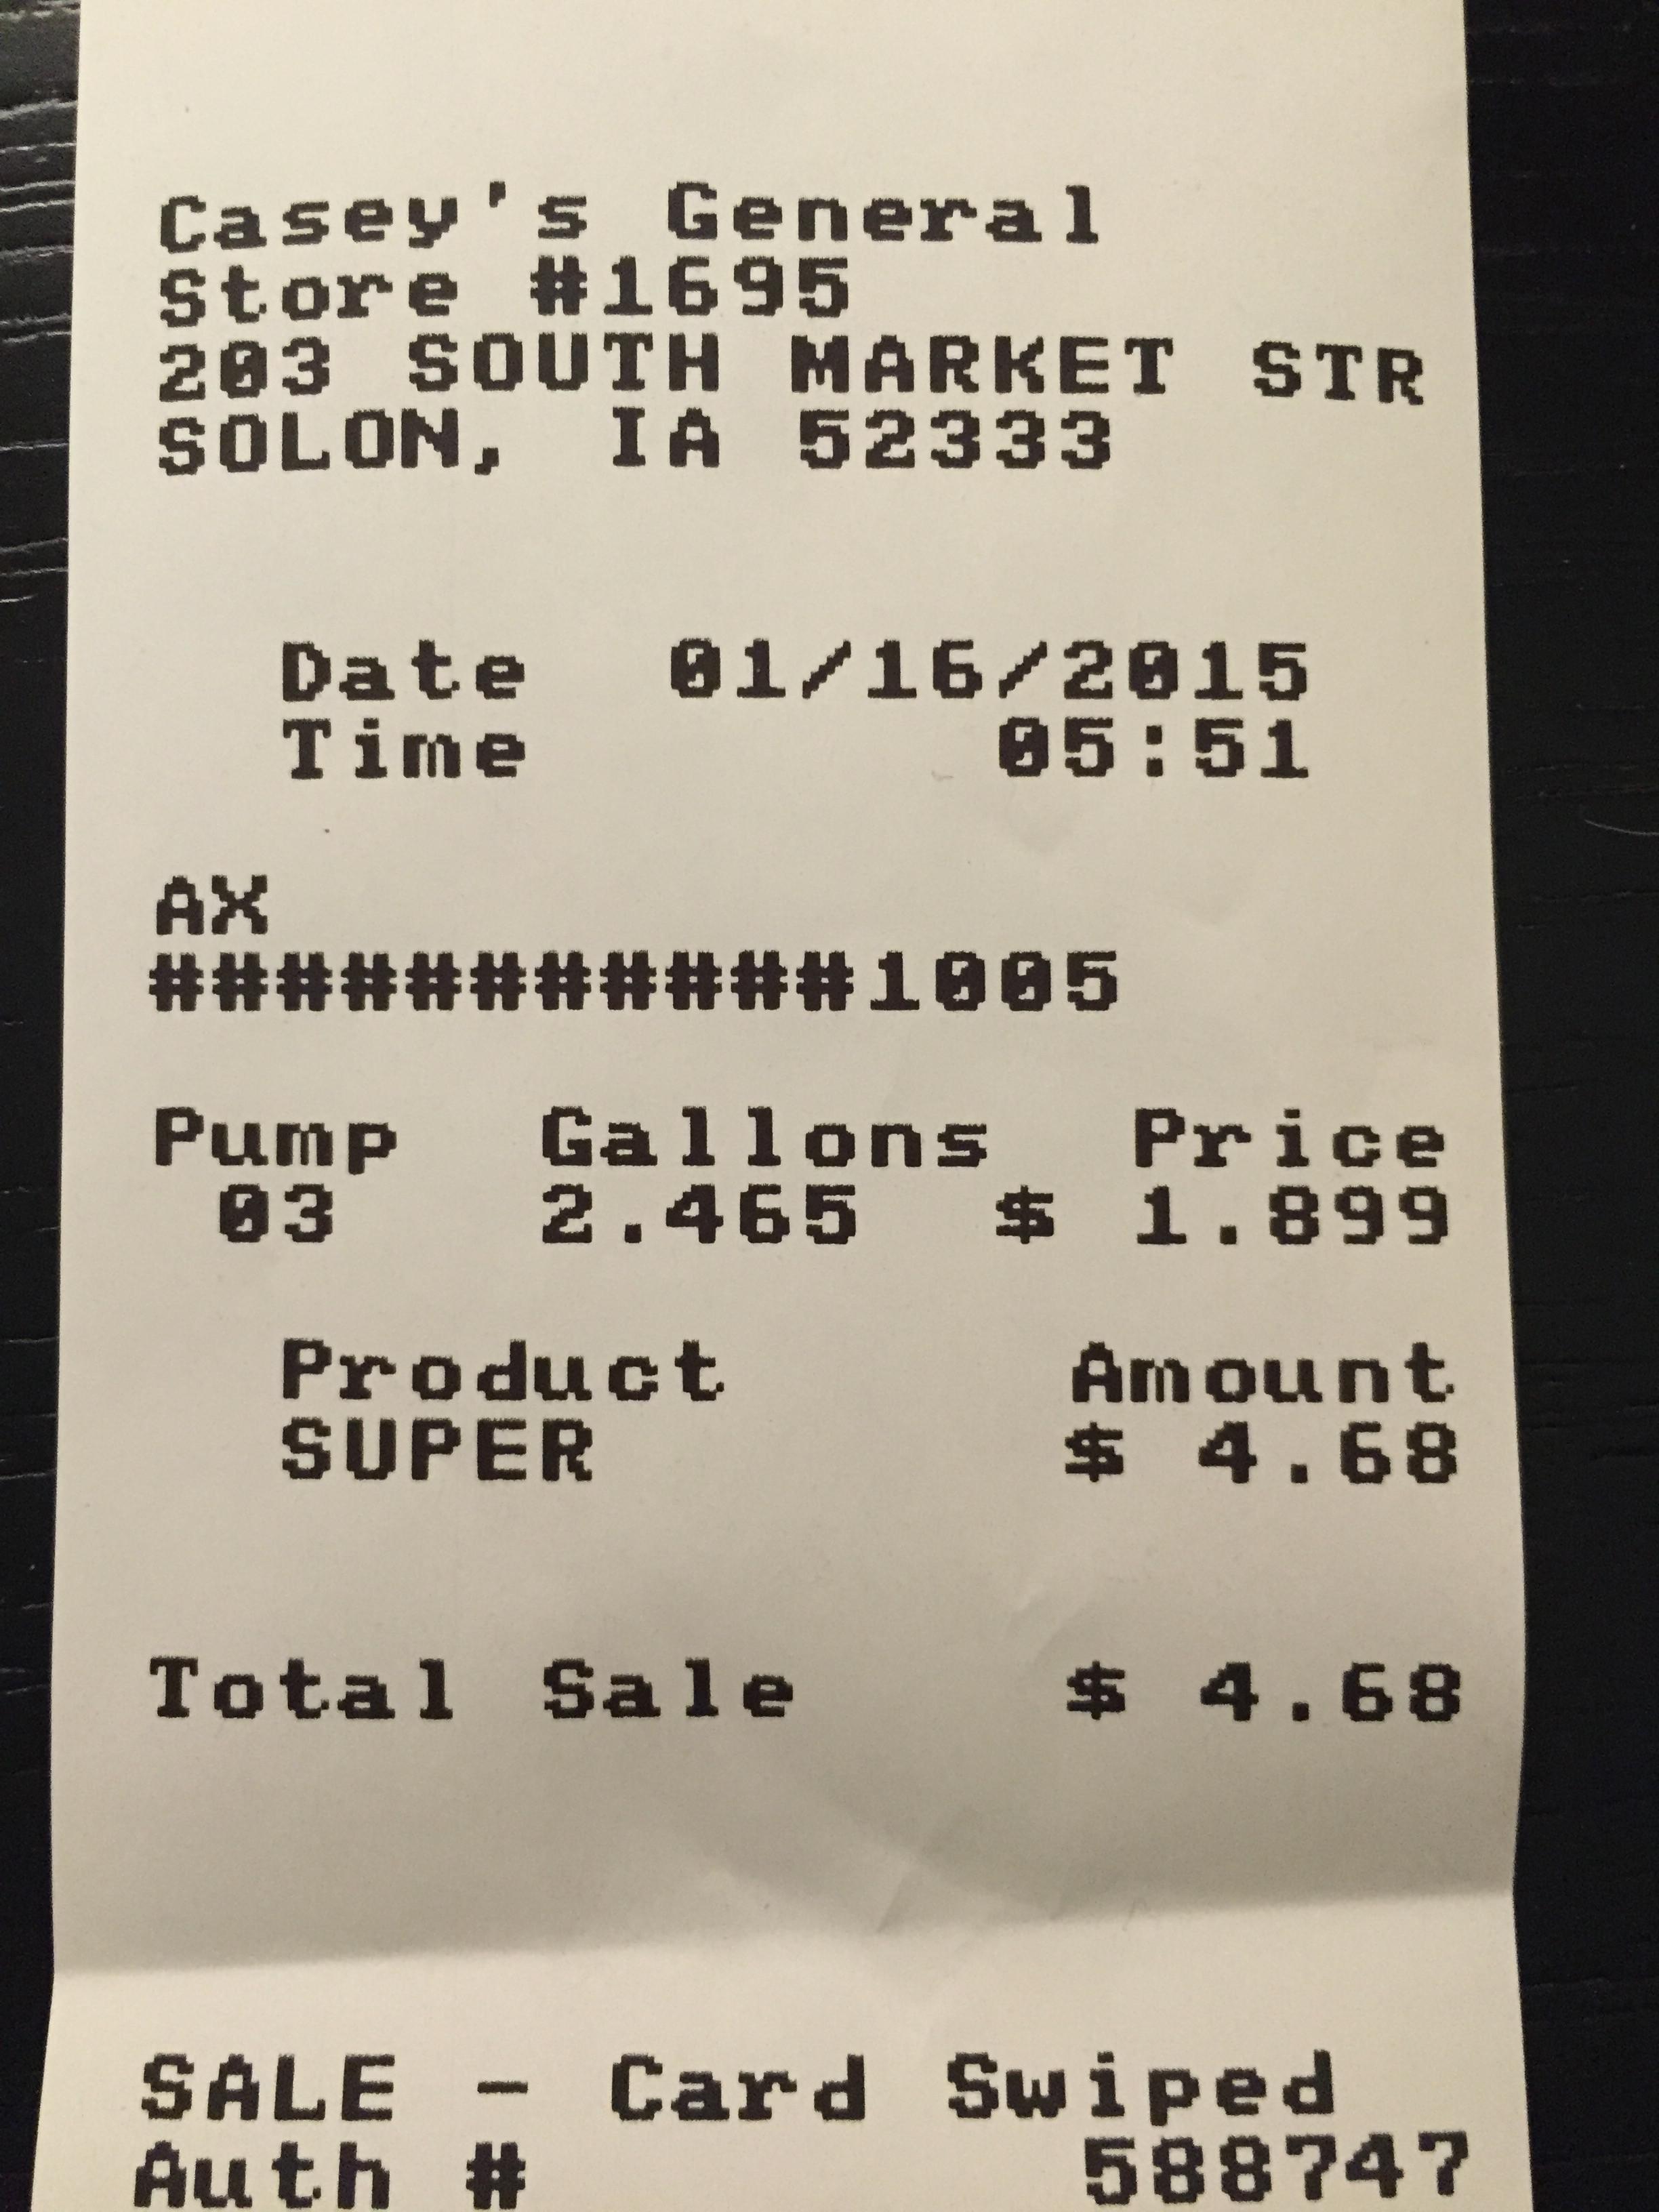 Casey's General
Store #1695
203 SOUTH MARKET STR
SOLON, IA 52333
Date 01/16/2015
Time 05:51
AX
###########1005
Pump Gallons Price
03 2.465 $ 1.899
Product Amount
SUPER $ 4.68
Total Sale $ 4.68
SALE - Card Swiped
Auth # 588747